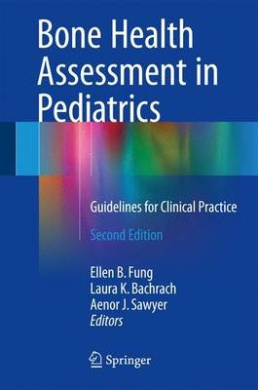 Bone Health
Assessment in
Pediatrics
Guidelines for Clinical Practice
Second Edition
Ellen B. Fung
Laura K. Bachrach
Aenor J. Sawyer
Editors
Springer